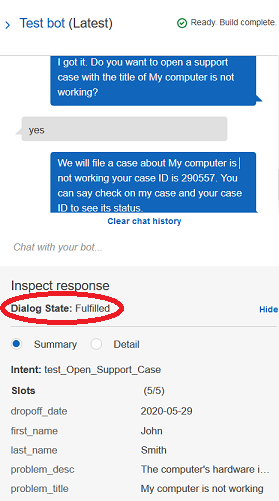 Test bot (Latest)
Ready. Build complete.
I got it. Do you want to open a support
case with the title of My computer is not
working?
yes
We will file a case about My computer is
not working your case ID is 290557. You
can say check on my case and your case
ID to see its status.
Clear chat history
Chat with your bot...
Inspect response
Dialog State: Fulfilled
Hide
Summary
Detail
Intent: test_Open_Support_Case
Slots (5/5)
dropoff_date 2020-05-29
first_name John
last_name Smith
problem_desc The computer's hardware i...
problem_title My computer is not working